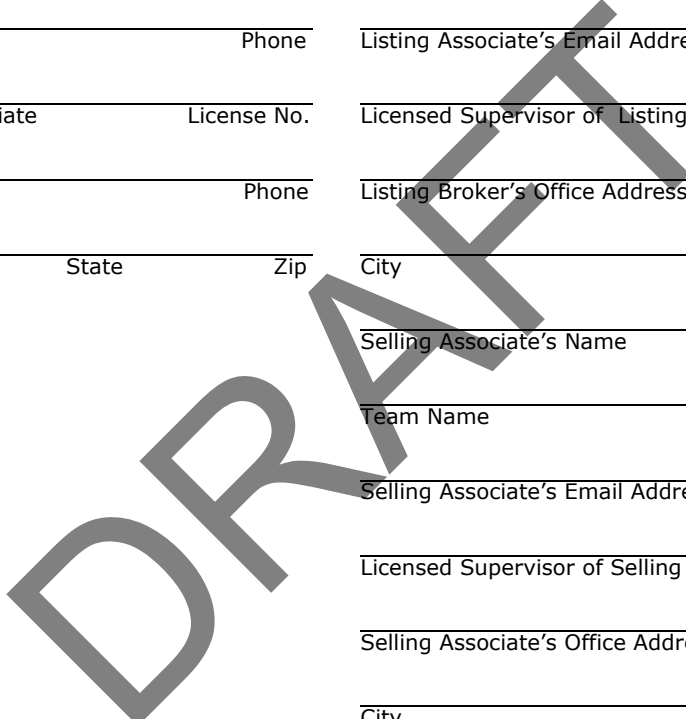 Phone Listing Associate’s Email Addre
iate License No. Licensed Supervisor of Listing
Phone Listing Broker’s Office Address
State Zip City
Selling Associate’s Name
Team Name
Selling Associate’s Email Addre
Licensed Supervisor of Selling
Selling Associate’s Office Addre
City
DRAFT